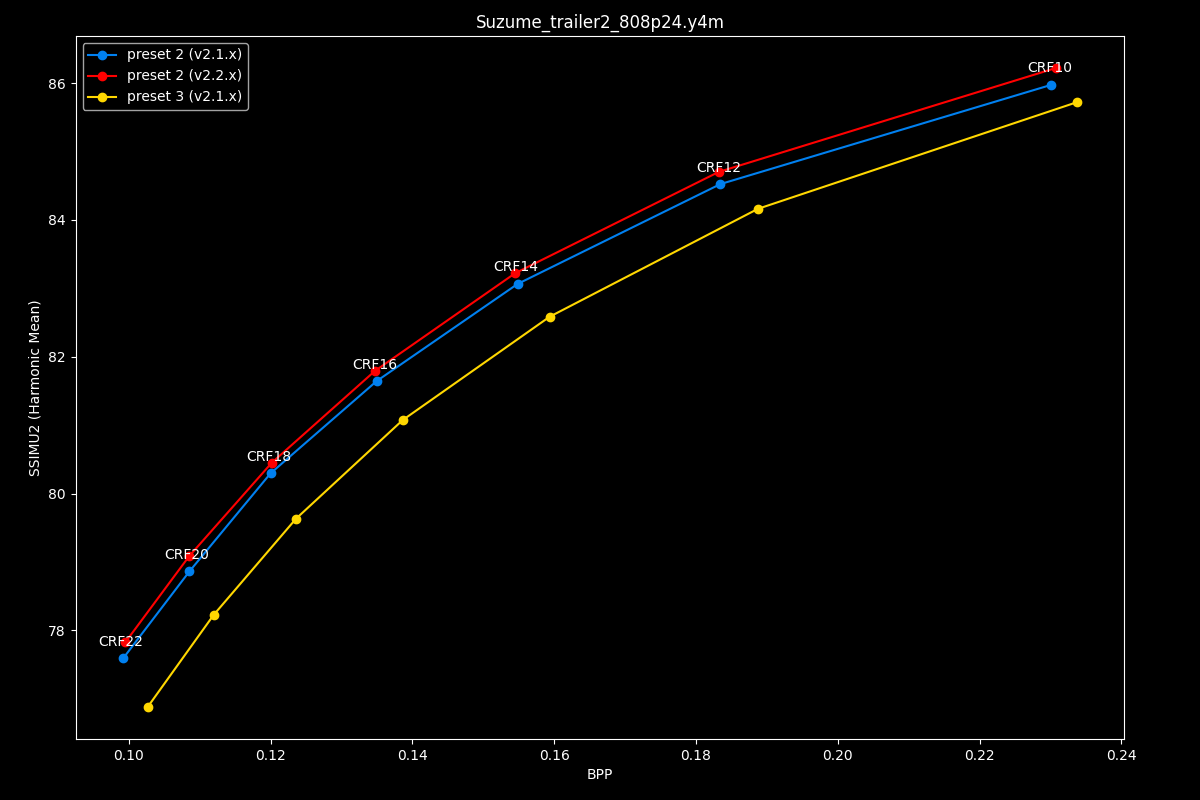 Suzume_trailer2_808p24.y4m
preset 2 (v2.1.x)
preset 2 (v2.2.x)
preset 3 (v2.1.x)
CRF10
CRF12
CRF14
CRF16
CRF18
CRF20
CRF22
86
84
82
80
78
SSIMU2 (Harmonic Mean)
0.10 0.12 0.14 0.16 0.18 0.20 0.22 0.24
BPP